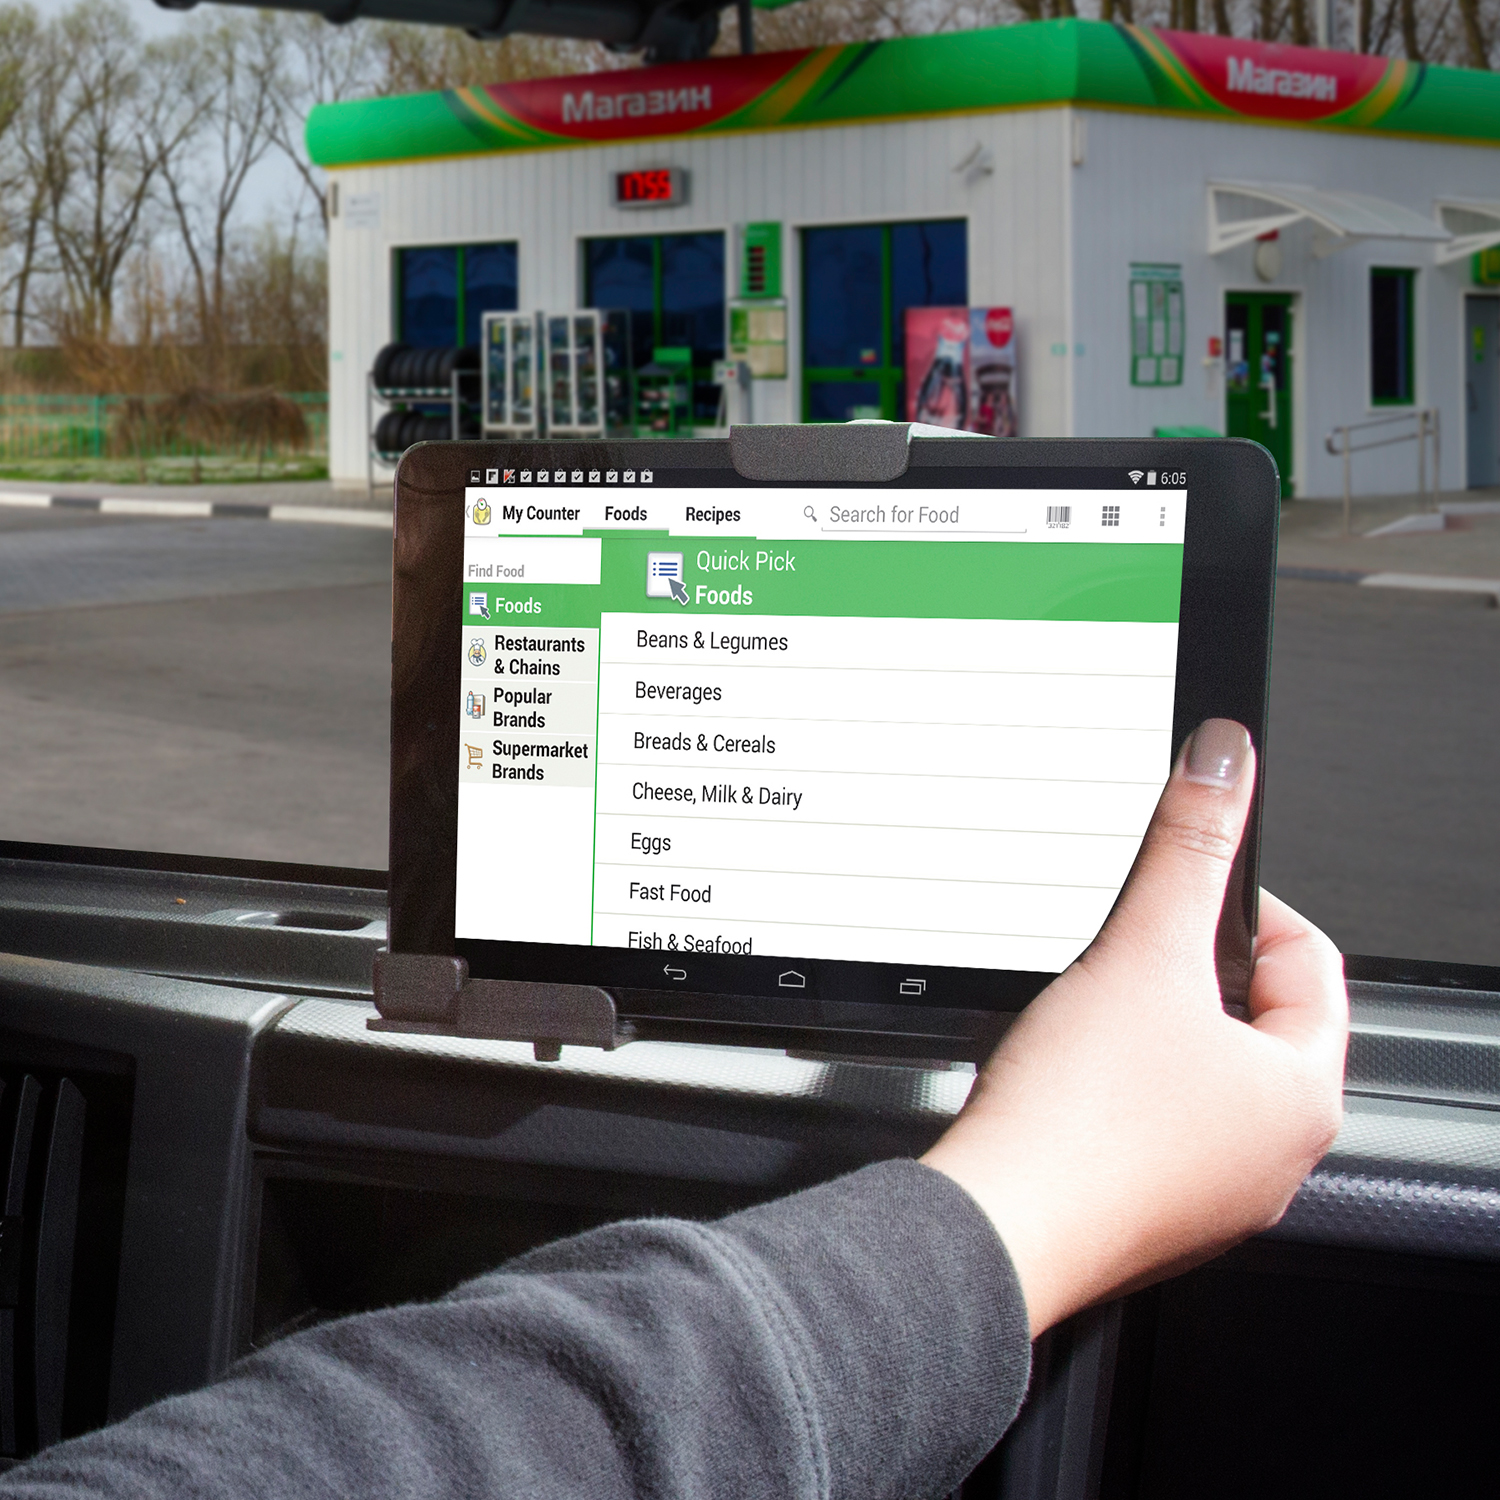 Магазин
Магазин
17:55
6:05
My Counter
Foods
Recipes
Search for Food
Find Food
Foods
Restaurants
& Chains
Popular
Brands
Supermarket
Brands
Quick Pick
Foods
Beans & Legumes
Beverages
Breads & Cereals
Cheese, Milk & Dairy
Eggs
Fast Food
Fish & Seafood